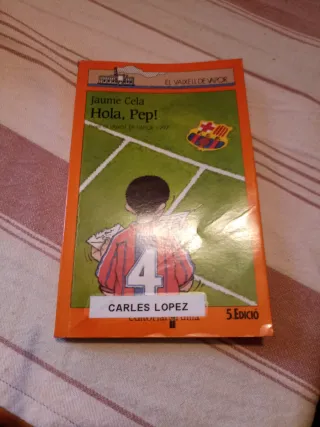 EL VAIXELL DE VAPOR
Jaume Cela
Hola, Pep!
4
CARLES LOPEZ
5. EDICIÓ